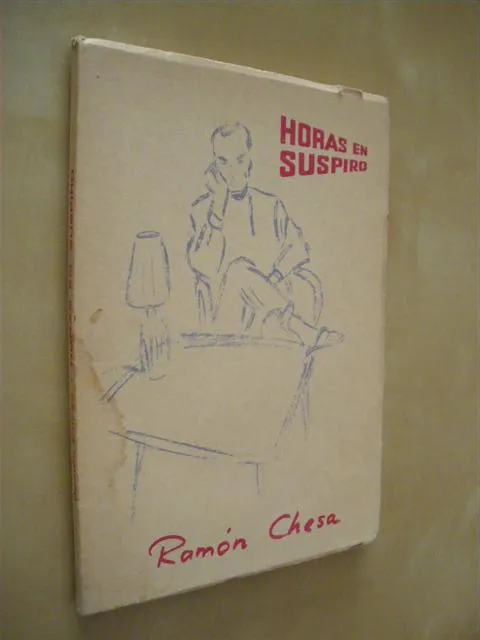 HORAS EN
SUSPIRO
Ramón Chesa